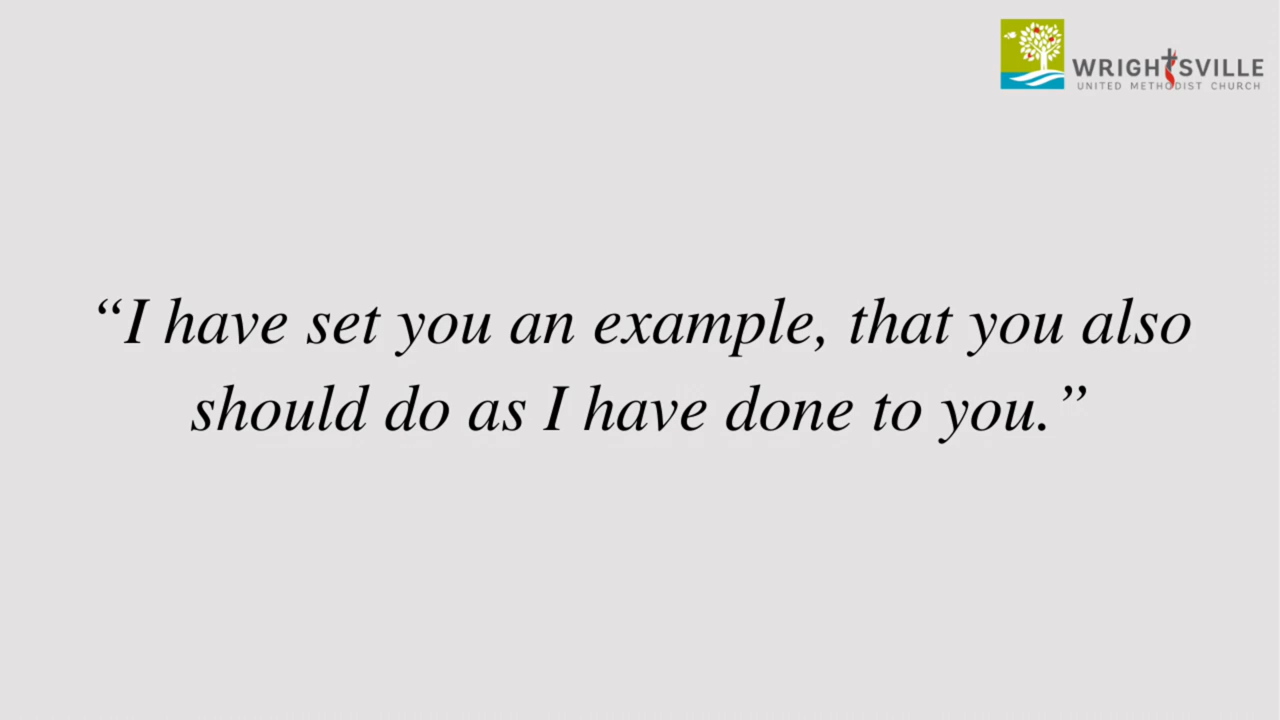 WRIGHTSVILLE
UNITED METHODIST CHURCH
“I have set you an example, that you also
should do as I have done to you.”